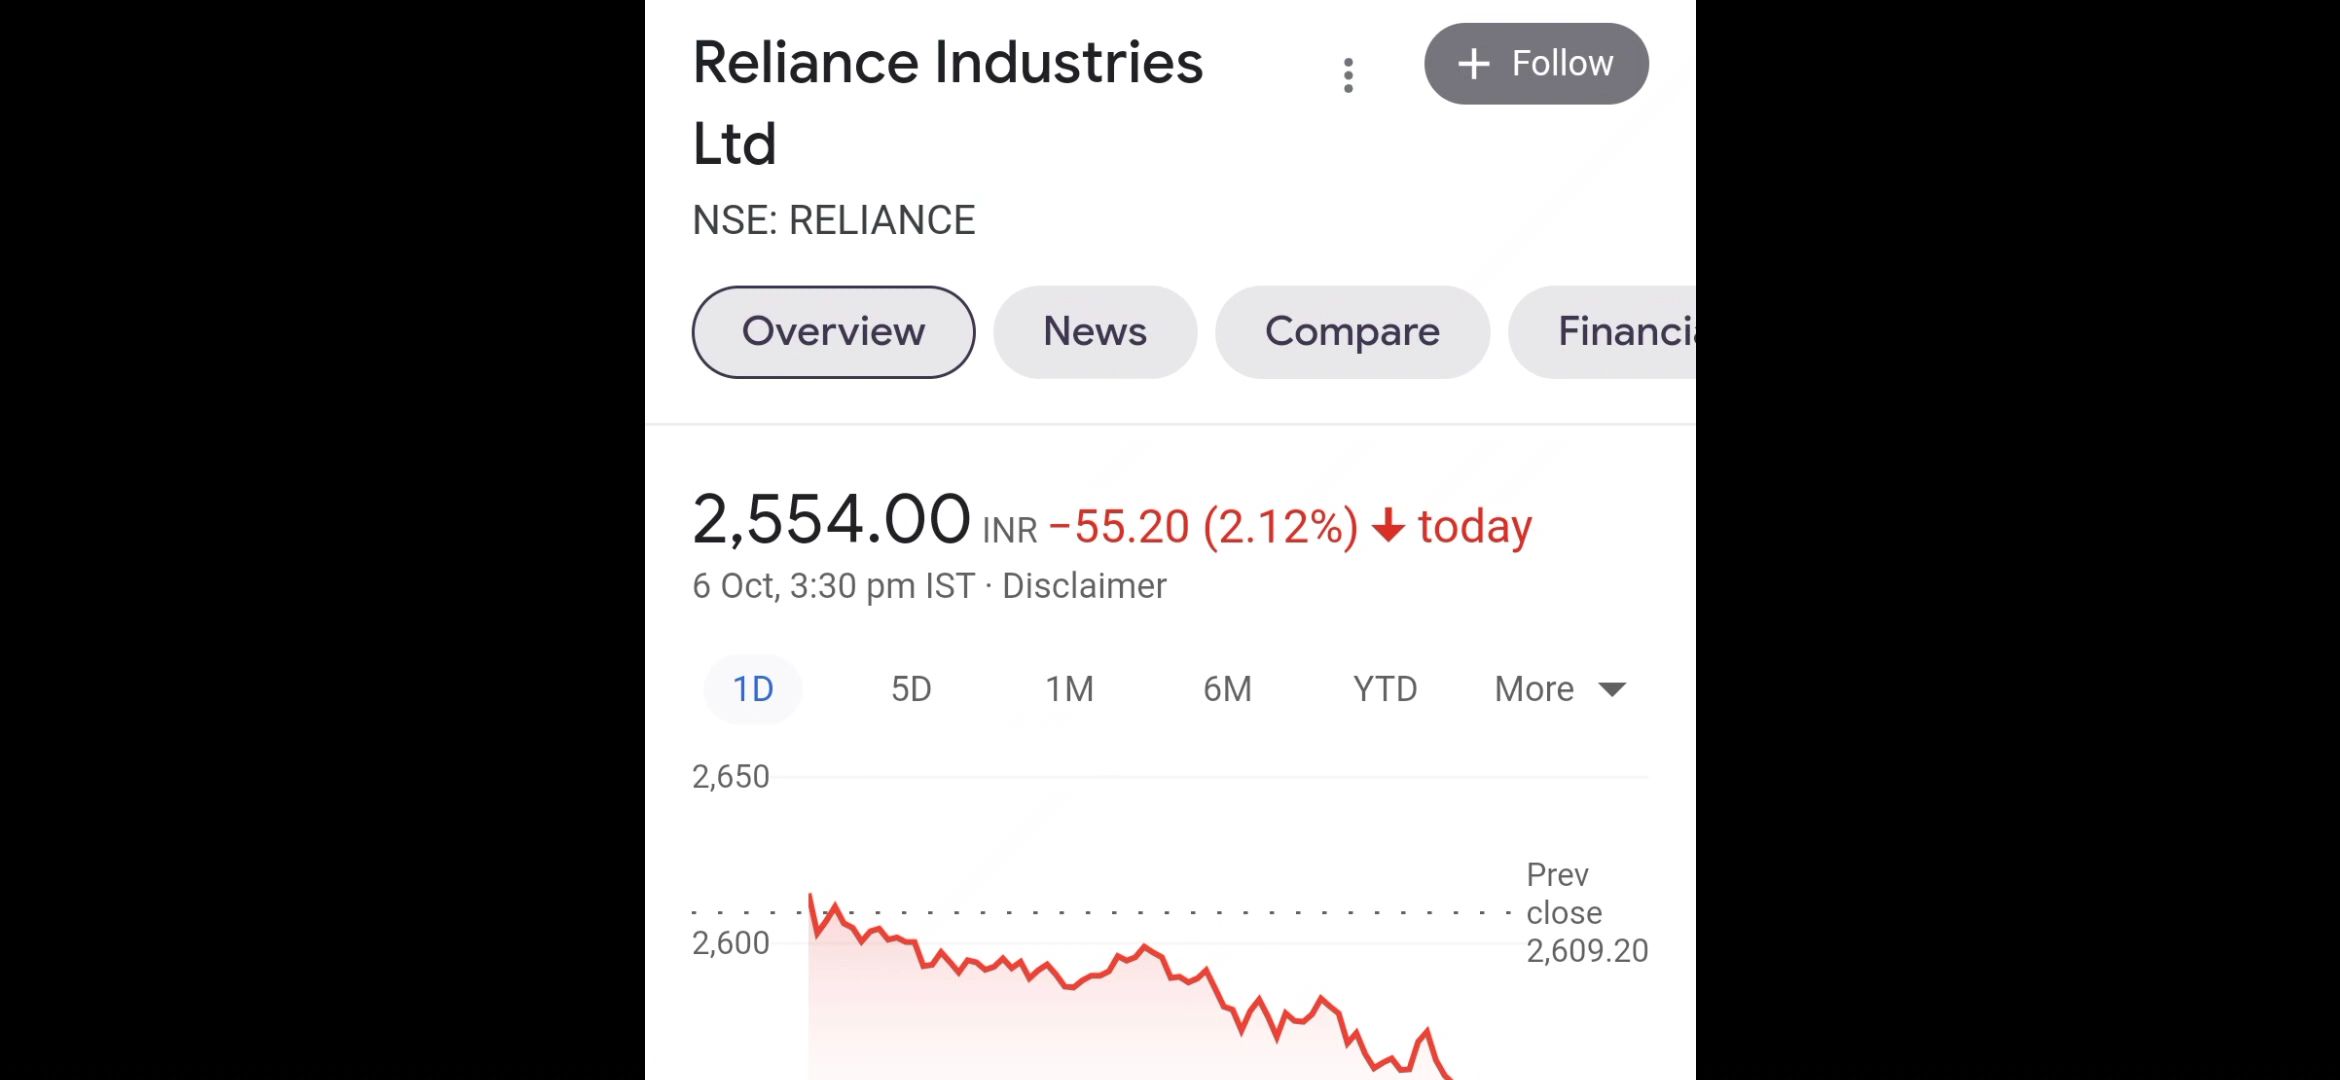 Reliance Industries
Ltd
+ Follow
NSE: RELIANCE
Overview News Compare Financi
2,554.00 INR −55.20 (2.12%) ↓ today
6 Oct, 3:30 pm IST · Disclaimer
1D 5D 1M 6M YTD More
2,650
Prev
close
2,609.20
2,600